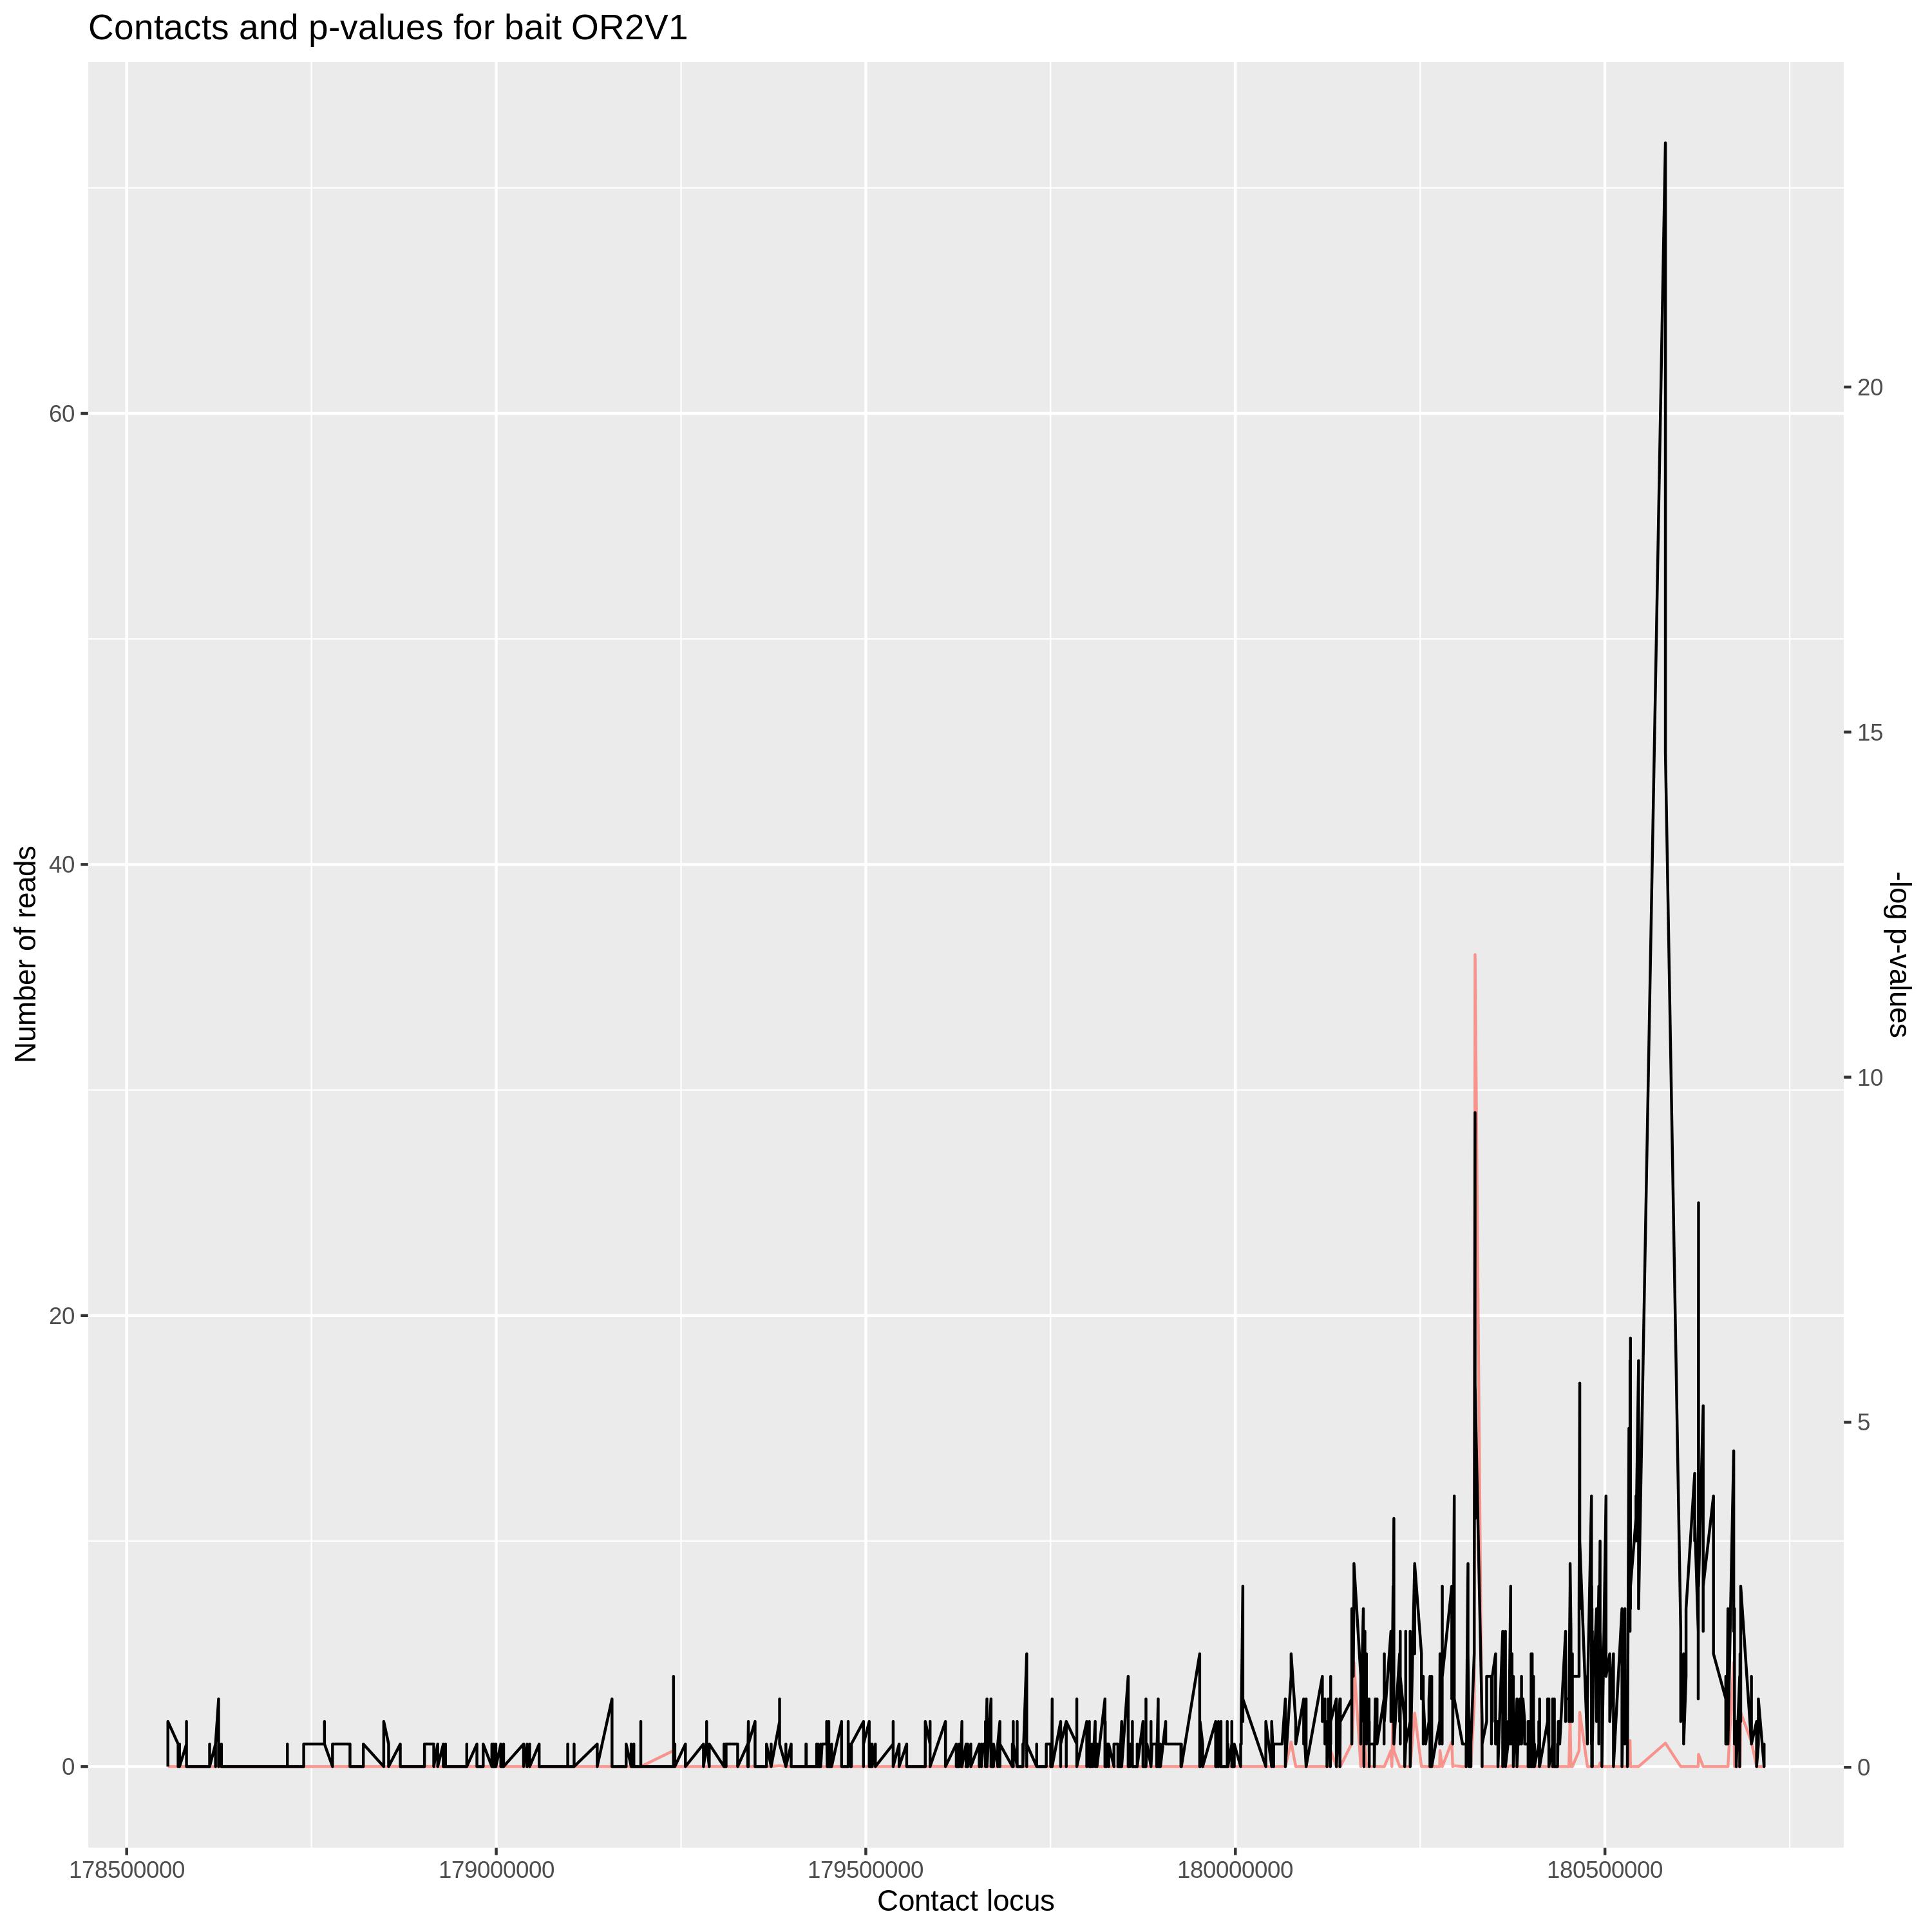 Contacts and p-values for bait OR2V1
60
40
20
0
Number of reads
20
15
10
5
0
-log p-values
178500000 179000000 179500000 180000000 180500000
Contact locus